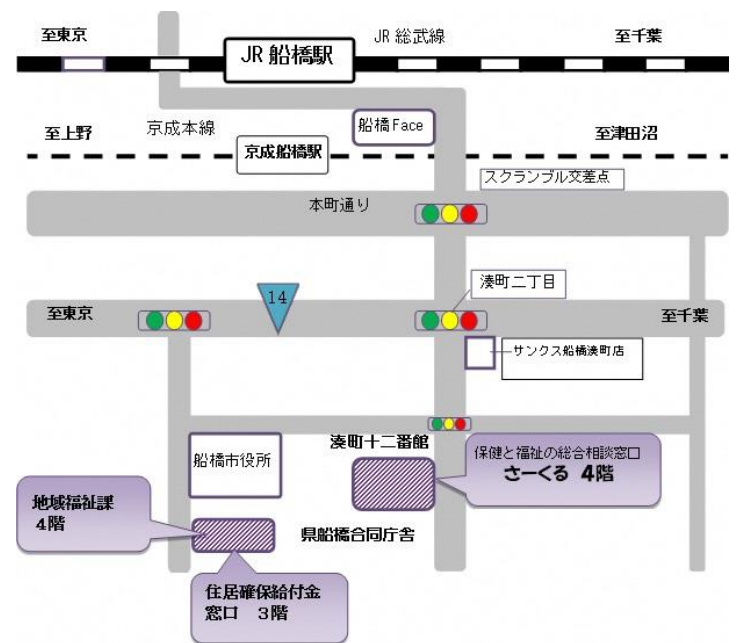 至東京
JR 船橋駅
JR 総武線
至千葉
至上野
京成本線
京成船橋駅
船橋Face
至津田沼
スクランブル交差点
本町通り
至東京
14
湊町二丁目
至千葉
サンクス船橋湊町店
船橋市役所
湊町十二番館
保健と福祉の総合相談窓口
さーくる 4階
地域福祉課
4階
県船橋合同庁舎
住居確保給付金
窓口 3階